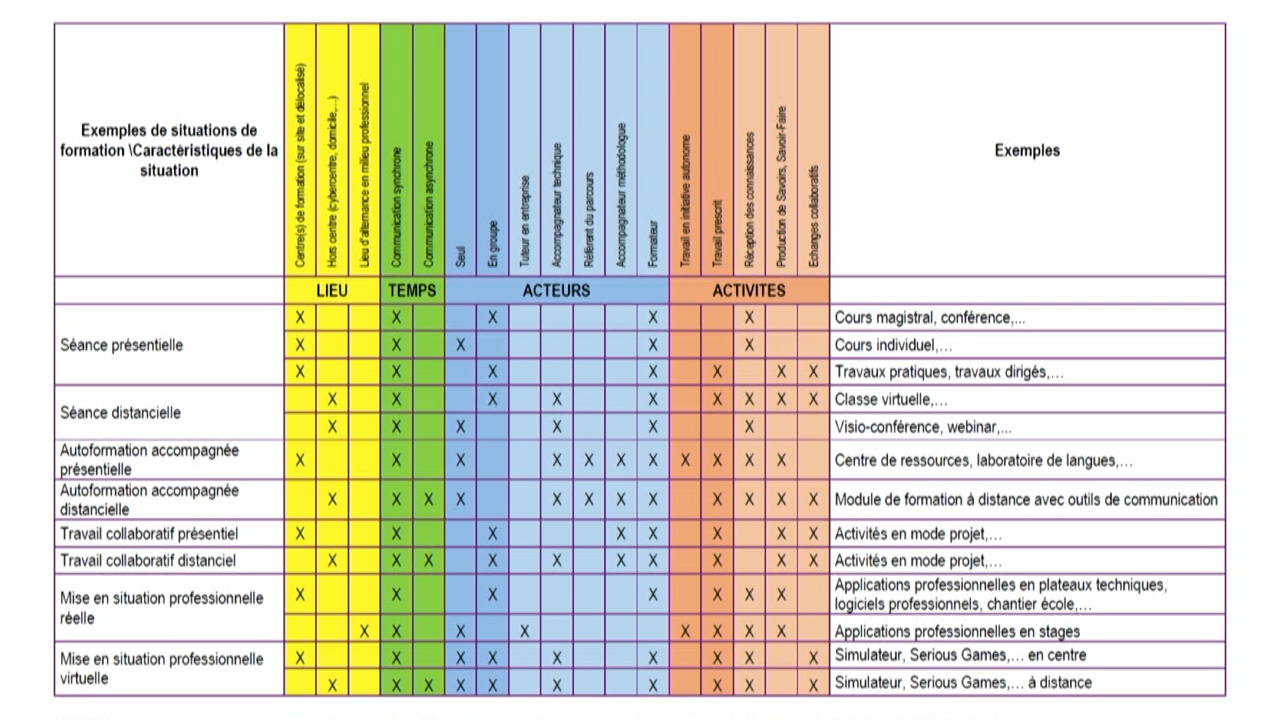 Exemples de situations de
formation \Caractéristiques de la
situation
Centre(s) de formation (sur site et délocalisé)
Hors centre (cybercentre, domicile,...)
Lieu d'alternance en milieu professionnel
Communication synchrone
Communication asynchrone
Seul
En groupe
Tuteur en entreprise
Accompagnateur technique
Référent du parcours
Accompagnateur méthodologue
Formateur
Travail en initiative autonome
Travail prescrit
Réception des connaissances
Production de Savoirs, Savoir-Faire
Echanges collaboratifs
Exemples
LIEU TEMPS ACTEURS ACTIVITES
Séance présentielle
X X X X X Cours magistral, conférence,...
X X X X X Cours individuel,...
X X X X X X X Travaux pratiques, travaux dirigés,...
Séance distancielle
X X X X X X X X X Classe virtuelle,...
X X X X X X Visio-conférence, webinar,...
Autoformation accompagnée
présentielle
X X X X X X X X X X X Centre de ressources, laboratoire de langues,...
Autoformation accompagnée
distancielle
X X X X X X X X X X X X Module de formation à distance avec outils de communication
Travail collaboratif présentiel X X X X X X X X Activités en mode projet,...
Travail collaboratif distanciel X X X X X X X X X X Activités en mode projet,...
Mise en situation professionnelle
réelle
X X X X X X X Applications professionnelles en plateaux techniques,
logiciels professionnels, chantier école,...
X X X X X X X X Applications professionnelles en stages
Mise en situation professionnelle
virtuelle
X X X X X X X X X Simulateur, Serious Games,... en centre
X X X X X X X X X X Simulateur, Serious Games,... à distance